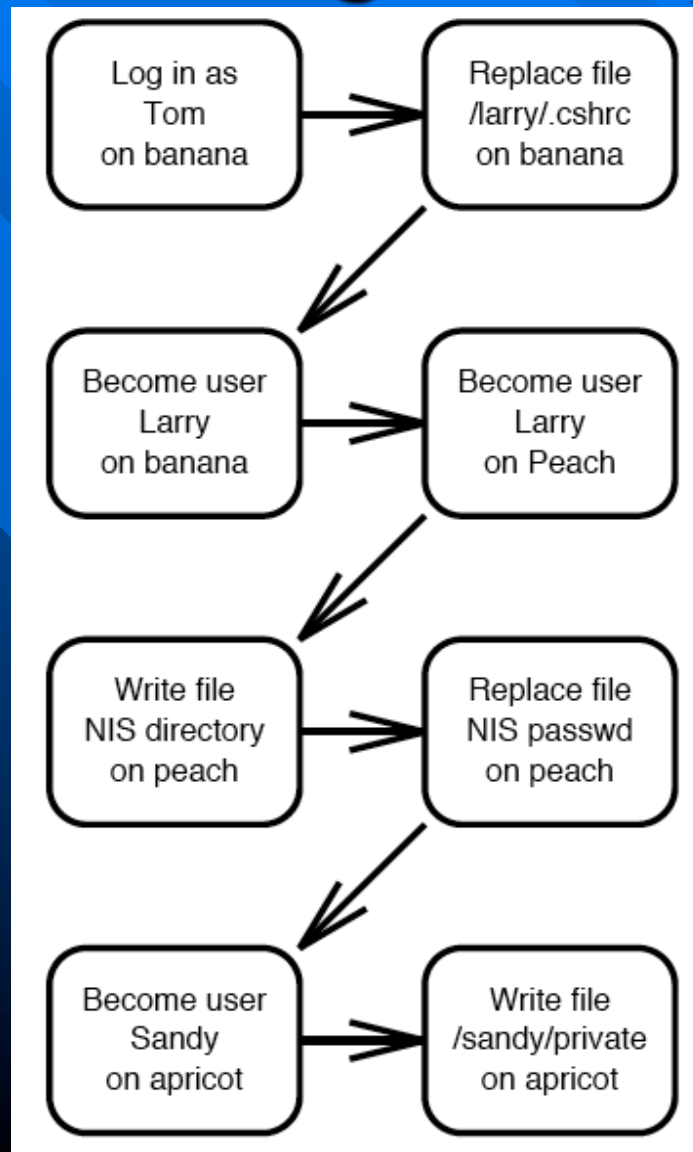 Log in as
Tom
on banana
Replace file
/larry/.cshrc
on banana
Become user
Larry
on banana
Become user
Larry
on Peach
Write file
NIS directory
on peach
Replace file
NIS passwd
on peach
Become user
Sandy
on apricot
Write file
/sandy/private
on apricot